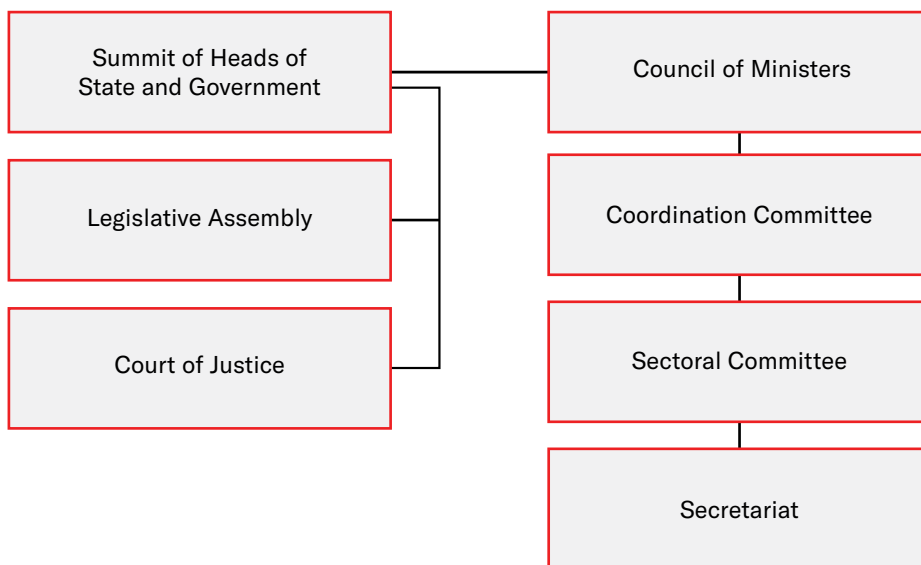 Summit of Heads of
State and Government
Council of Ministers
Legislative Assembly
Coordination Committee
Court of Justice
Sectoral Committee
Secretariat